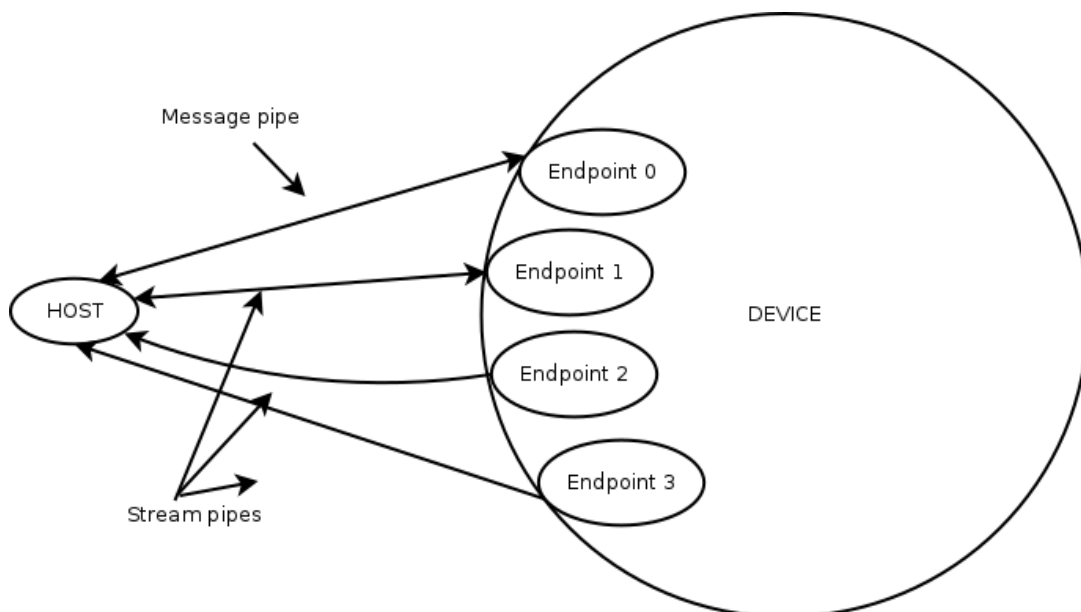 Message pipe
Endpoint 0
Endpoint 1
HOST
DEVICE
Endpoint 2
Endpoint 3
Stream pipes